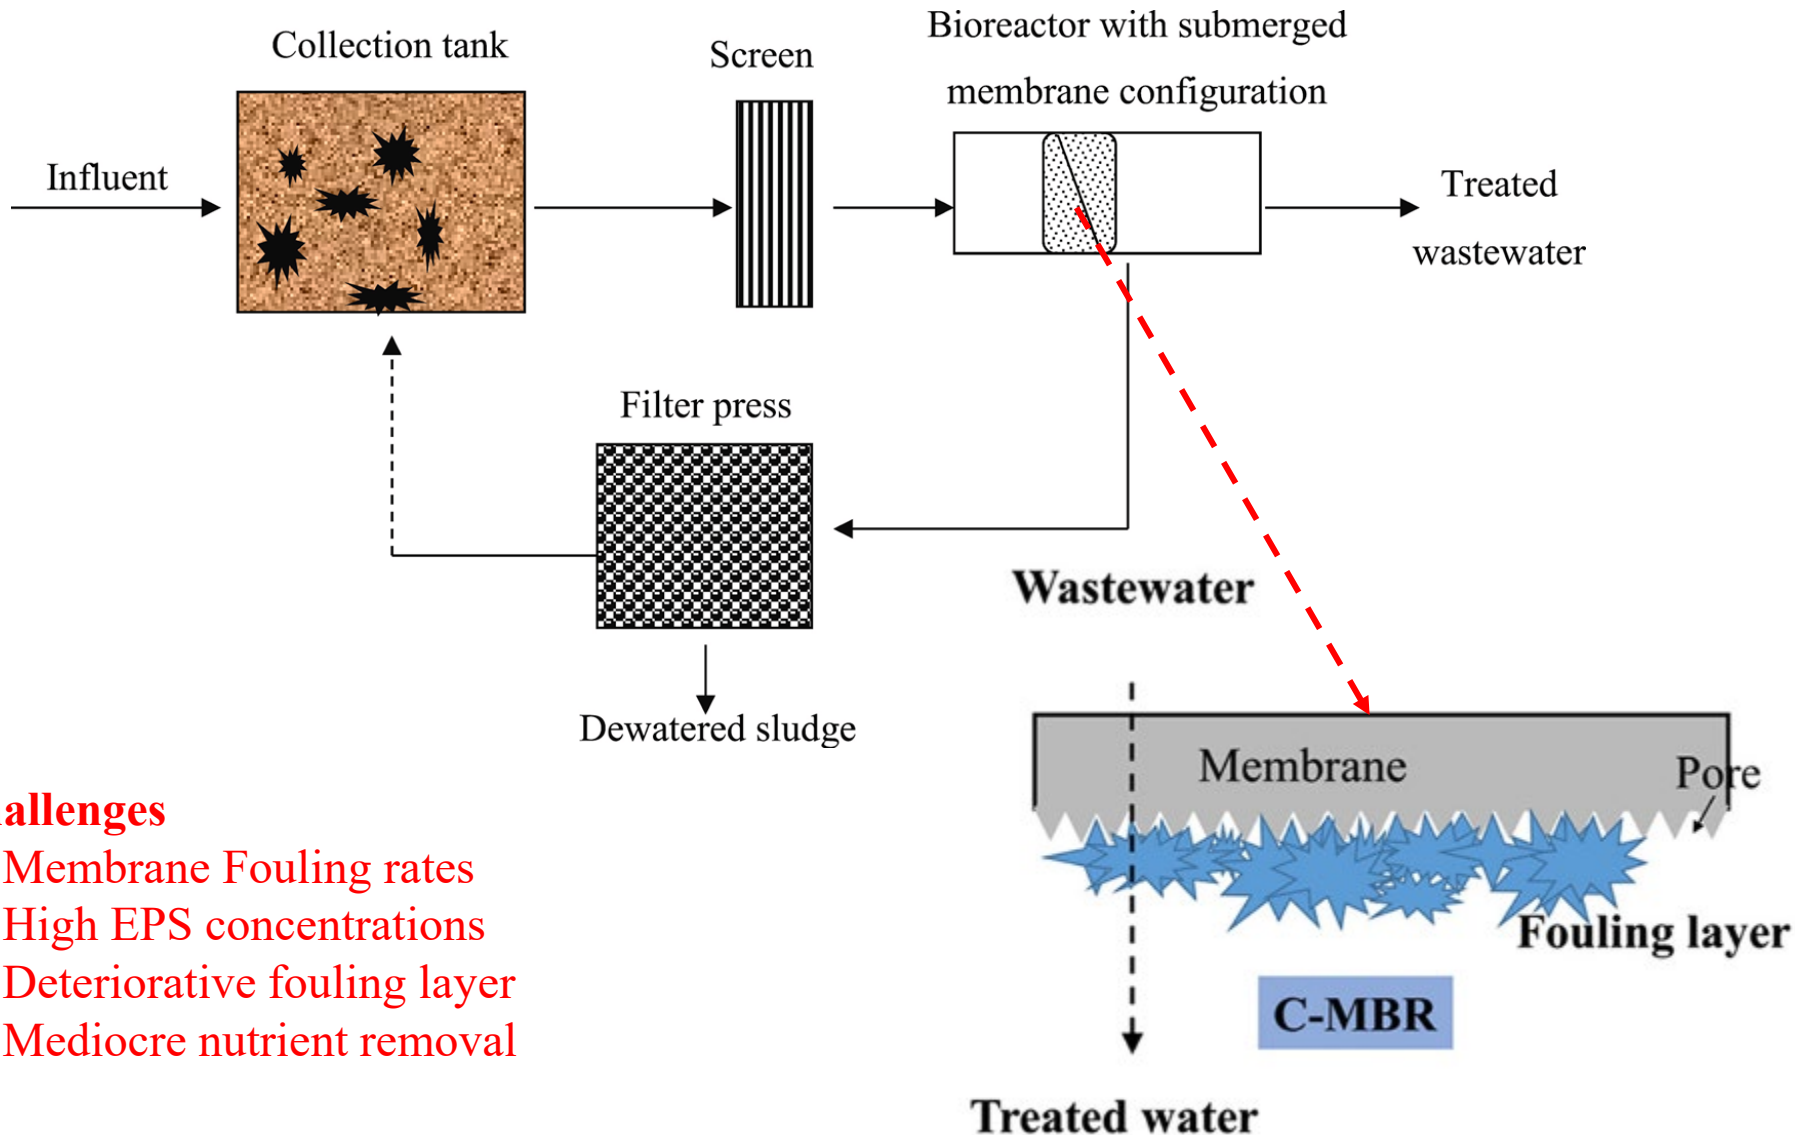 Collection tank
Screen
Bioreactor with submerged
membrane configuration
Influent
Treated
wastewater
Filter press
Dewatered sludge
Wastewater
Membrane
Pore
Fouling layer
C-MBR
Treated water
allenges
Membrane Fouling rates
High EPS concentrations
Deteriorative fouling layer
Mediocre nutrient removal